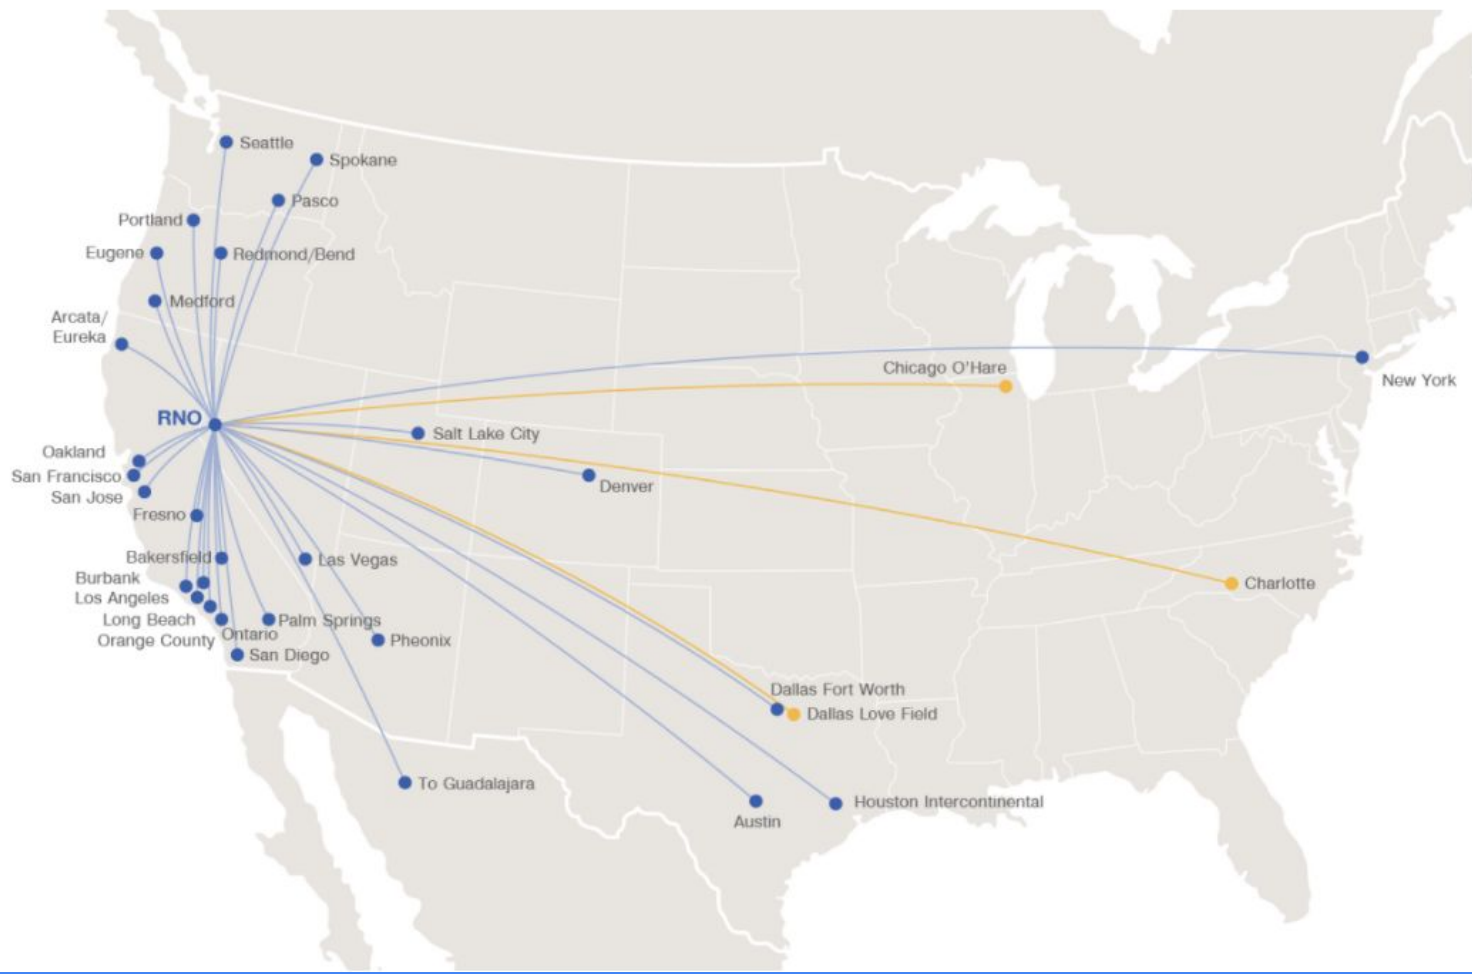 Seattle
Spokane
Pasco
Portland
Eugene
Redmond/Bend
Medford
Arcata/
Eureka
Chicago O'Hare
New York
RNO
Salt Lake City
Oakland
San Francisco
San Jose
Denver
Fresno
Bakersfield
Las Vegas
Burbank
Los Angeles
Charlotte
Long Beach
Palm Springs
Ontario
Orange County
Pheonix
San Diego
Dallas Fort Worth
Dallas Love Field
To Guadalajara
Houston Intercontinental
Austin